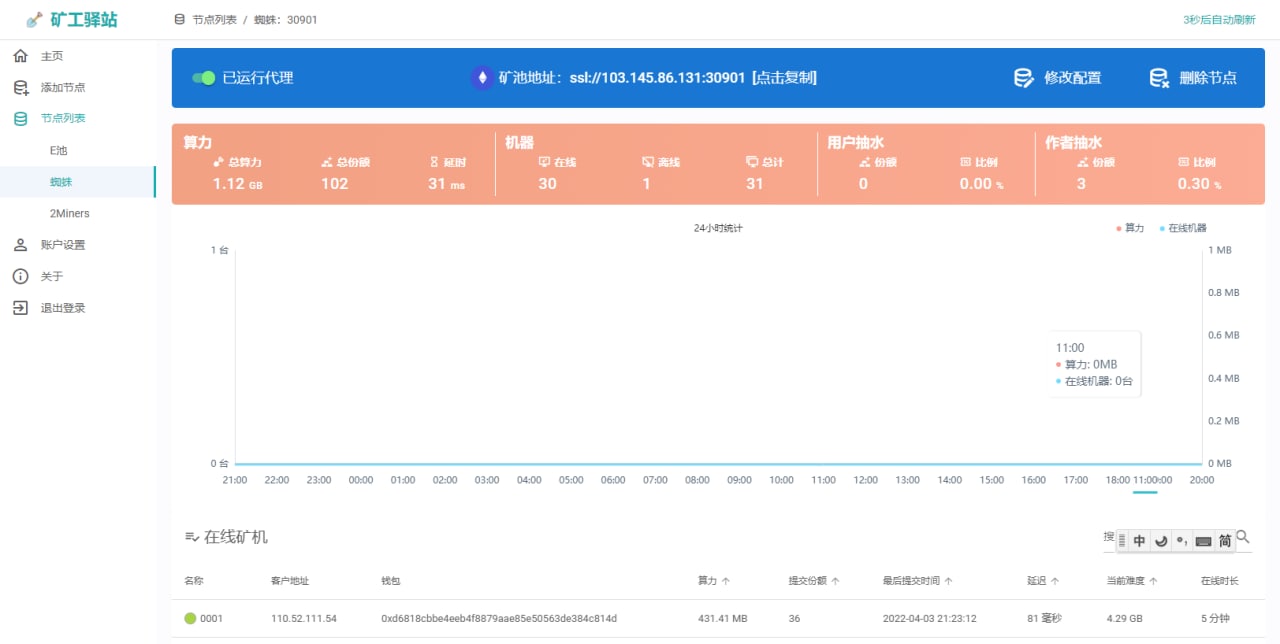 矿工驿站
节点列表 / 蜘蛛：30901
3秒后自动刷新
主页
添加节点
节点列表
E池
蜘蛛
2Miners
账户设置
关于
退出登录
已运行代理
矿池地址：ssl://103.145.86.131:30901 [点击复制]
修改配置
删除节点
算力
总算力 总份额 延时
1.12 GB 102 31 ms
机器
在线 离线 总计
30 1 31
用户抽水
份额 比例
0 0.00 %
作者抽水
份额 比例
3 0.30 %
24小时统计
算力 在线机器
1 台
0 台
1 MB
0.8 MB
0.6 MB
0.4 MB
0.2 MB
0 MB
11:00
算力: 0MB
在线机器: 0台
21:00 22:00 23:00 00:00 01:00 02:00 03:00 04:00 05:00 06:00 07:00 08:00 09:00 10:00 11:00 12:00 13:00 14:00 15:00 16:00 17:00 18:00 11:00:00 20:00
在线矿机
搜 中 简
名称 客户地址 钱包 算力 提交份额 最后提交时间 延迟 当前难度 在线时长
0001 110.52.111.54 0xd6818cbbe4eeb4f8879aae85e50563de384c814d 431.41 MB 36 2022-04-03 21:23:12 81 毫秒 4.29 GB 5 分钟